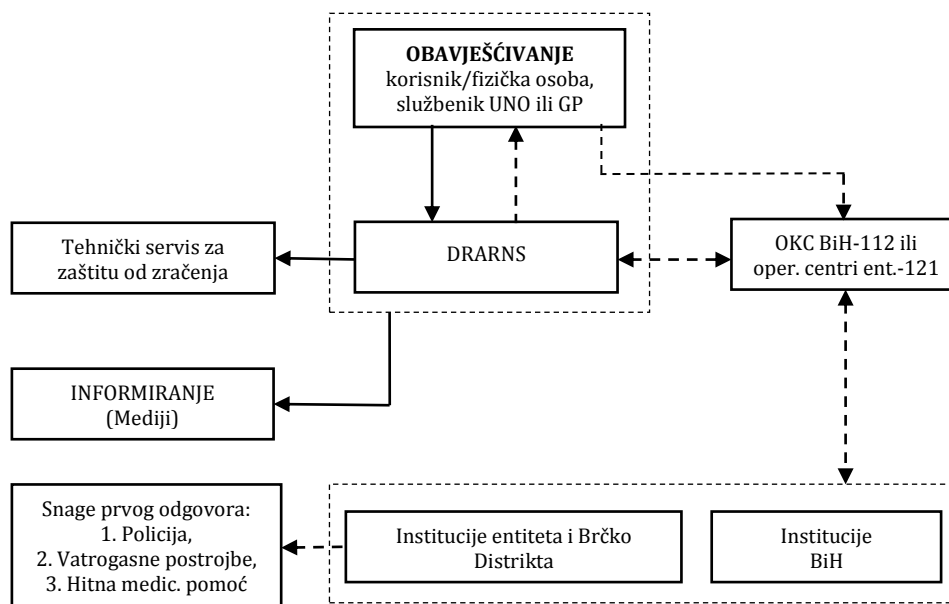 OBAVJEŠĆIVANJE
korisnik/fizička osoba,
službenik UNO ili GP
Tehnički servis za
zaštitu od zračenja
DRARNS
OKC BiH-112 ili
oper. centri ent.-121
INFORMIRANJE
(Mediji)
Snage prvog odgovora:
1. Policija,
2. Vatrogasne postrojbe,
3. Hitna medic. pomoć
Institucije entiteta i Brčko
Distrikta
Institucije
BiH